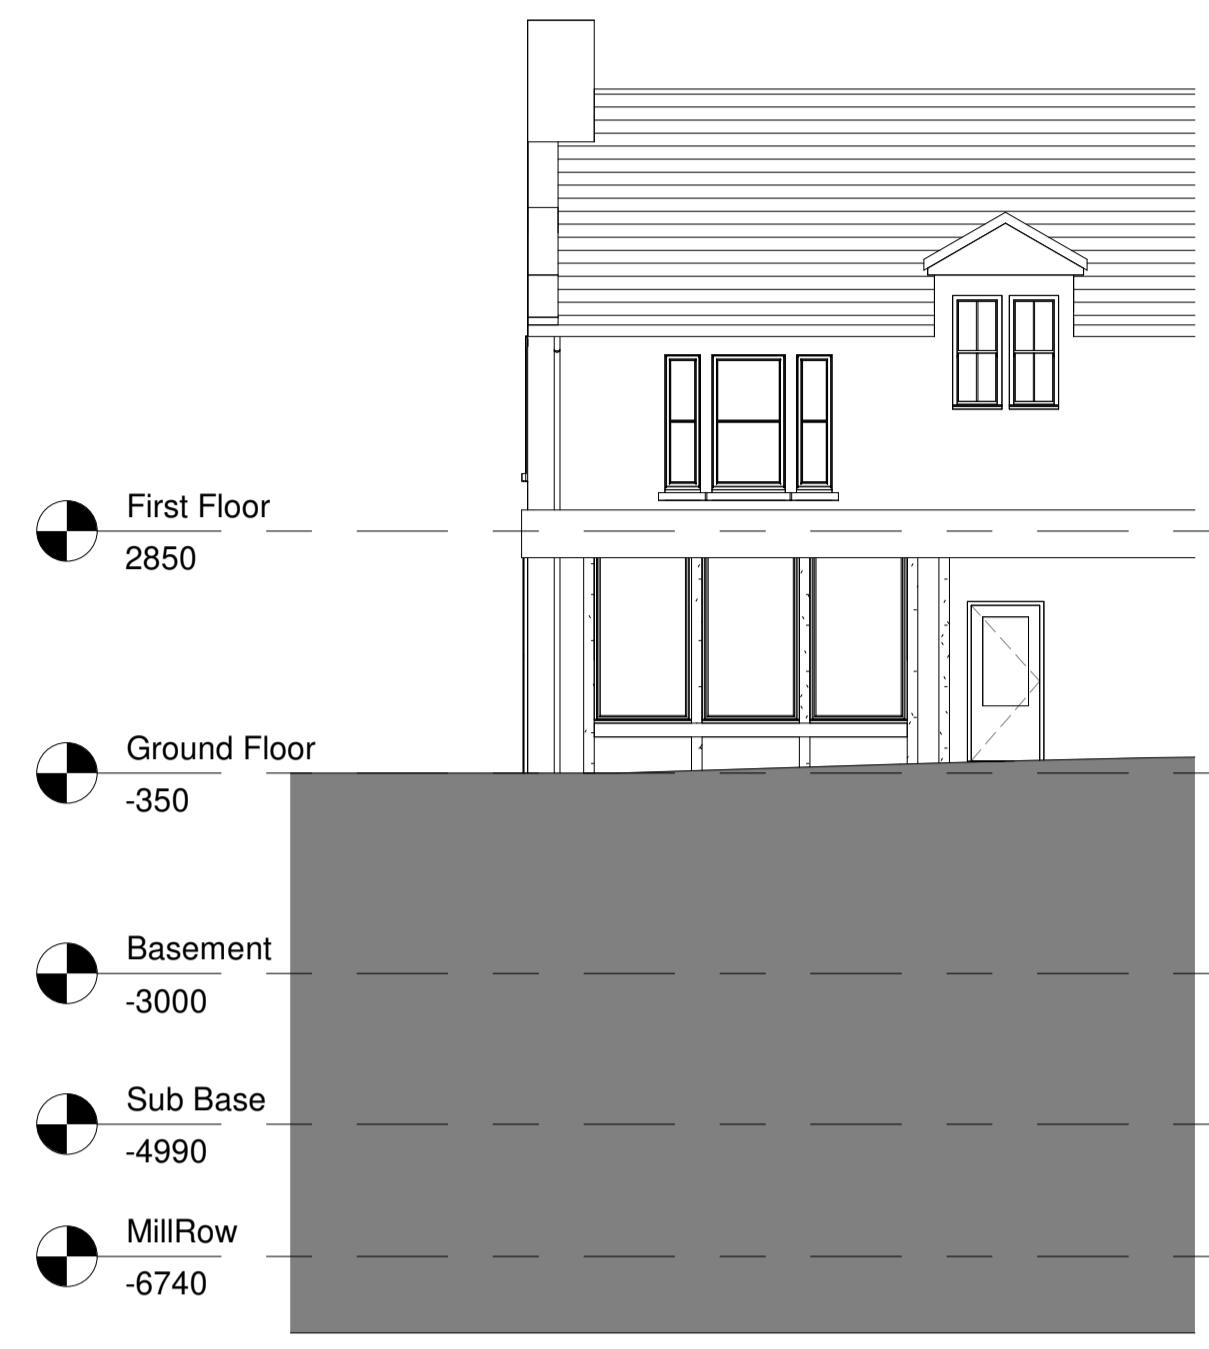 First Floor
2850
Ground Floor
-350
Basement
-3000
Sub Base
-4990
MillRow
-6740